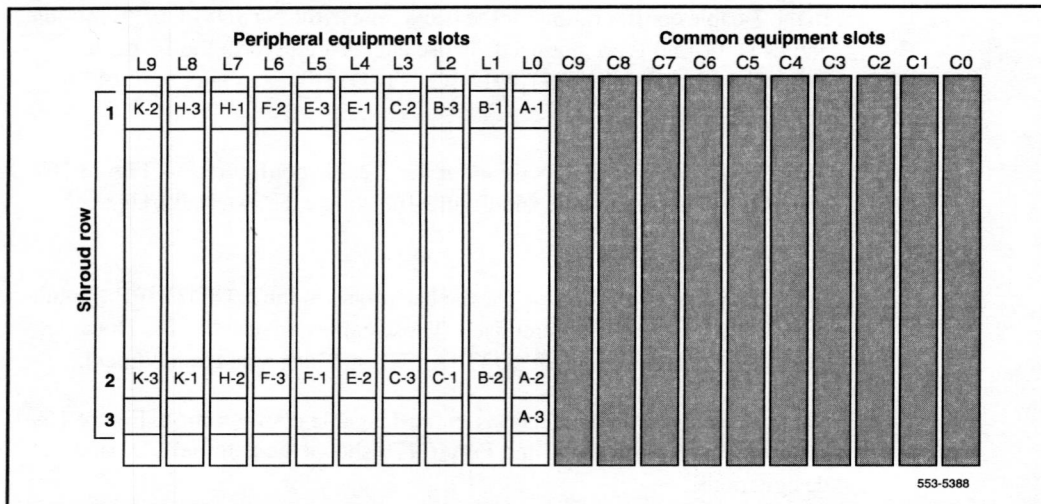 Peripheral equipment slots Common equipment slots
L9 L8 L7 L6 L5 L4 L3 L2 L1 L0 C9 C8 C7 C6 C5 C4 C3 C2 C1 C0
1 K-2 H-3 H-1 F-2 E-3 E-1 C-2 B-3 B-1 A-1
Shroud row
2 K-3 K-1 H-2 F-3 F-1 E-2 C-3 C-1 B-2 A-2
3 A-3
553-5388